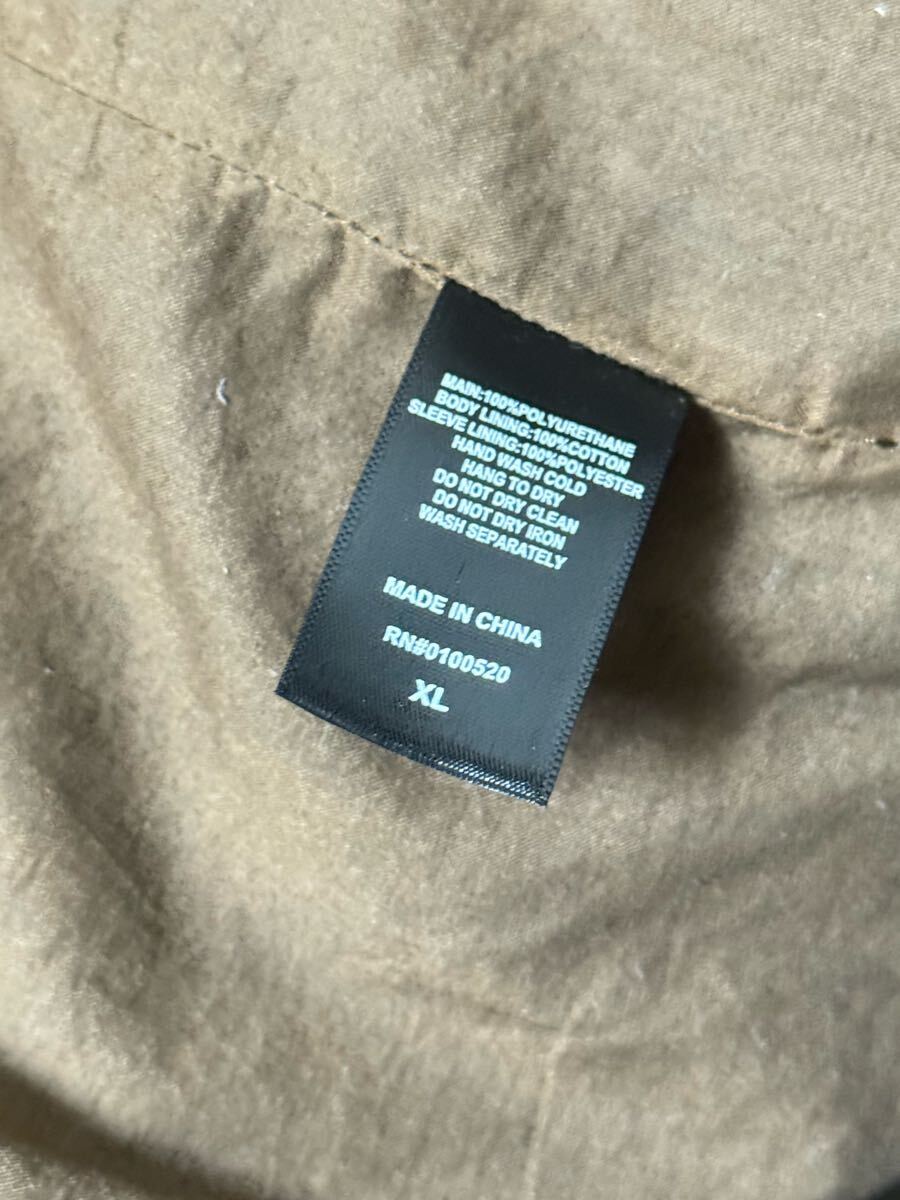 MAIN:100%POLYURETHANE
BODY LINING:100%COTTON
SLEEVE LINING:100%POLYESTER
HAND WASH COLD
HANG TO DRY
DO NOT DRY CLEAN
DO NOT DRY IRON
WASH SEPARATELY
MADE IN CHINA
RN#0100520
XL